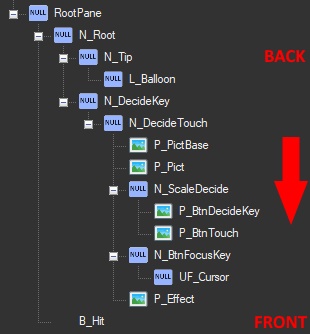 NULL RootPane
NULL N_Root
NULL N_Tip
BACK
NULL L_Balloon
NULL N_DecideKey
NULL N_DecideTouch
P_PictBase
P_Pict
NULL N_ScaleDecide
P_BtnDecideKey
P_BtnTouch
NULL N_BtnFocusKey
NULL UF_Cursor
P_Effect
B_Hit
FRONT